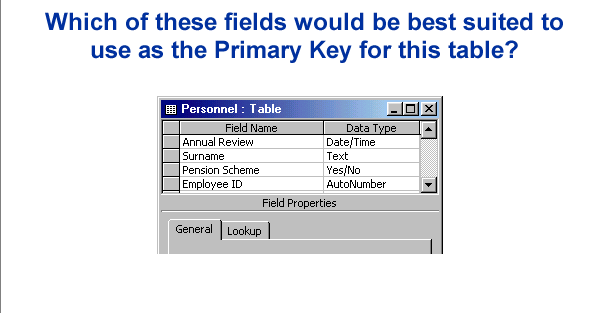 Which of these fields would be best suited to
use as the Primary Key for this table?
Personnel : Table
Field Name Data Type
Annual Review Date/Time
Surname Text
Pension Scheme Yes/No
Employee ID AutoNumber
Field Properties
General Lookup